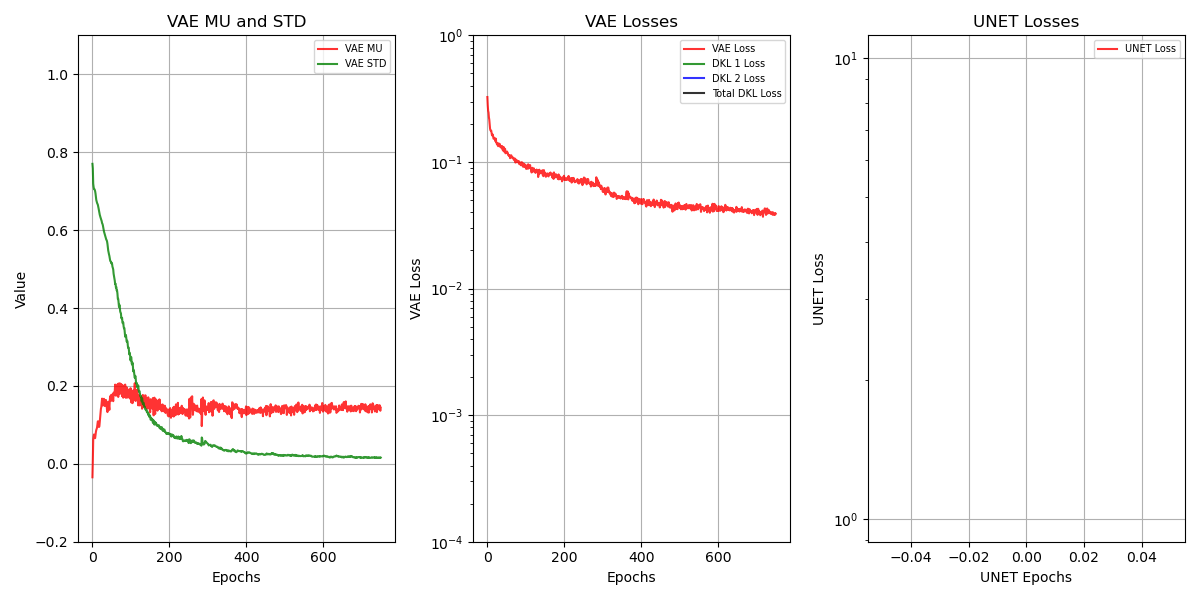 VAE MU and STD
VAE MU
VAE STD
1.0
0.8
0.6
0.4
0.2
0.0
−0.2
Value
0
200
400
600
Epochs
VAE Losses
VAE Loss
DKL 1 Loss
DKL 2 Loss
Total DKL Loss
10⁰
10⁻¹
10⁻²
10⁻³
10⁻⁴
VAE Loss
0
200
400
600
Epochs
UNET Losses
UNET Loss
10¹
10⁰
UNET Loss
−0.04
−0.02
0.00
0.02
0.04
UNET Epochs